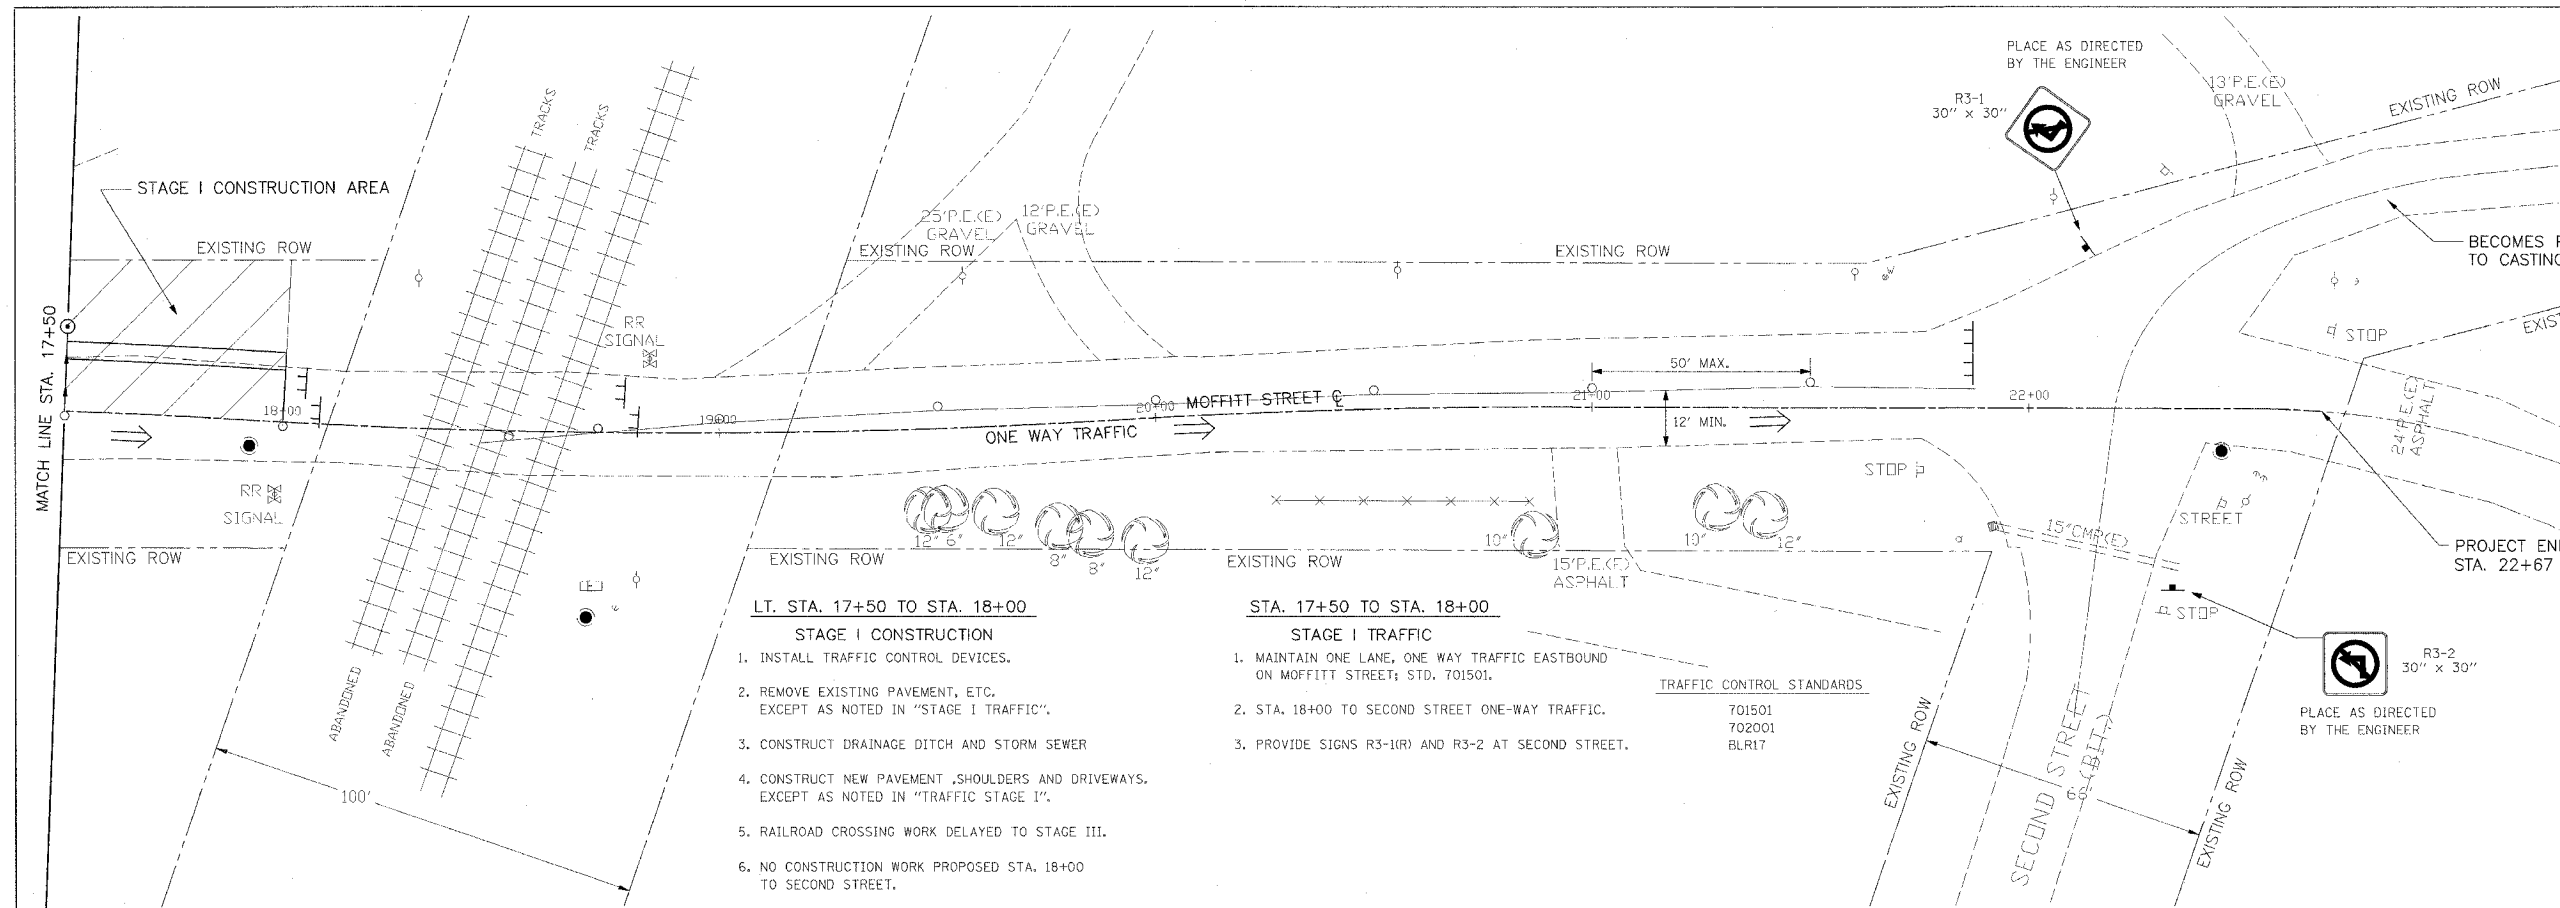 PLACE AS DIRECTED
BY THE ENGINEER
R3-1
30" x 30"
13'P.E.(E)
GRAVEL
EXISTING ROW
TRACKS
TRACKS
STAGE I CONSTRUCTION AREA
EXISTING ROW
25'P.E.(E)
GRAVEL
12'P.E.(E)
GRAVEL
EXISTING ROW
EXISTING ROW
BECOMES
TO CASTING
MATCH LINE STA. 17+50
RR
SIGNAL
STOP
50' MAX.
18+00
19+00
20+00
MOFFITT STREET ℄
21+00
22+00
ONE WAY TRAFFIC
12' MIN.
24'P.E.(E)
ASPHALT
STOP
RR
SIGNAL
12" 6"
12"
8"
8"
12"
10"
10"
12"
STREET
15"CMP(E)
EXISTING ROW
EXISTING ROW
EXISTING ROW
15'P.E.(E)
ASPHALT
PROJECT
STA. 22+67
STOP
LT. STA. 17+50 TO STA. 18+00
STAGE I CONSTRUCTION
1. INSTALL TRAFFIC CONTROL DEVICES.
2. REMOVE EXISTING PAVEMENT, ETC.
EXCEPT AS NOTED IN "STAGE I TRAFFIC".
3. CONSTRUCT DRAINAGE DITCH AND STORM SEWER
4. CONSTRUCT NEW PAVEMENT ,SHOULDERS AND DRIVEWAYS.
EXCEPT AS NOTED IN "TRAFFIC STAGE I".
5. RAILROAD CROSSING WORK DELAYED TO STAGE III.
6. NO CONSTRUCTION WORK PROPOSED STA. 18+00
TO SECOND STREET.
STA. 17+50 TO STA. 18+00
STAGE I TRAFFIC
1. MAINTAIN ONE LANE, ONE WAY TRAFFIC EASTBOUND
ON MOFFITT STREET; STD. 701501.
2. STA. 18+00 TO SECOND STREET ONE-WAY TRAFFIC.
3. PROVIDE SIGNS R3-1(R) AND R3-2 AT SECOND STREET.
TRAFFIC CONTROL STANDARDS
701501
702001
BLR17
R3-2
30" x 30"
PLACE AS DIRECTED
BY THE ENGINEER
ABANDONED
ABANDONED
100'
EXISTING ROW
SECOND STREET
(BIT.)
66'
EXISTING ROW